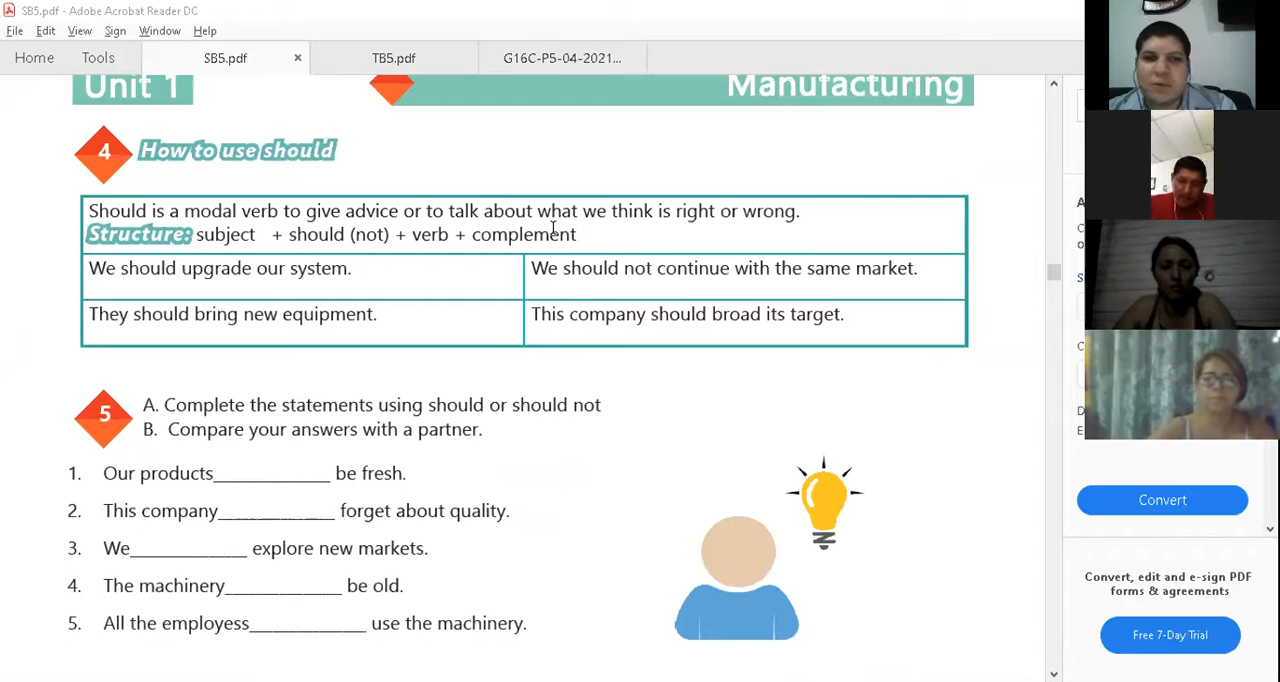 SB5.pdf - Adobe Acrobat Reader DC
File Edit View Sign Window Help
Home Tools SB5.pdf × TB5.pdf G16C-P5-04-2021...
Unit 1 Manufacturing
4 How to use should
Should is a modal verb to give advice or to talk about what we think is right or wrong.
Structure: subject + should (not) + verb + complement
We should upgrade our system. We should not continue with the same market.
They should bring new equipment. This company should broad its target.
5 A. Complete the statements using should or should not
B. Compare your answers with a partner.
1. Our products____________ be fresh.
2. This company____________ forget about quality.
3. We____________ explore new markets.
4. The machinery____________ be old.
5. All the employess____________ use the machinery.
Convert
Convert, edit and e-sign PDF
forms & agreements
Free 7-Day Trial